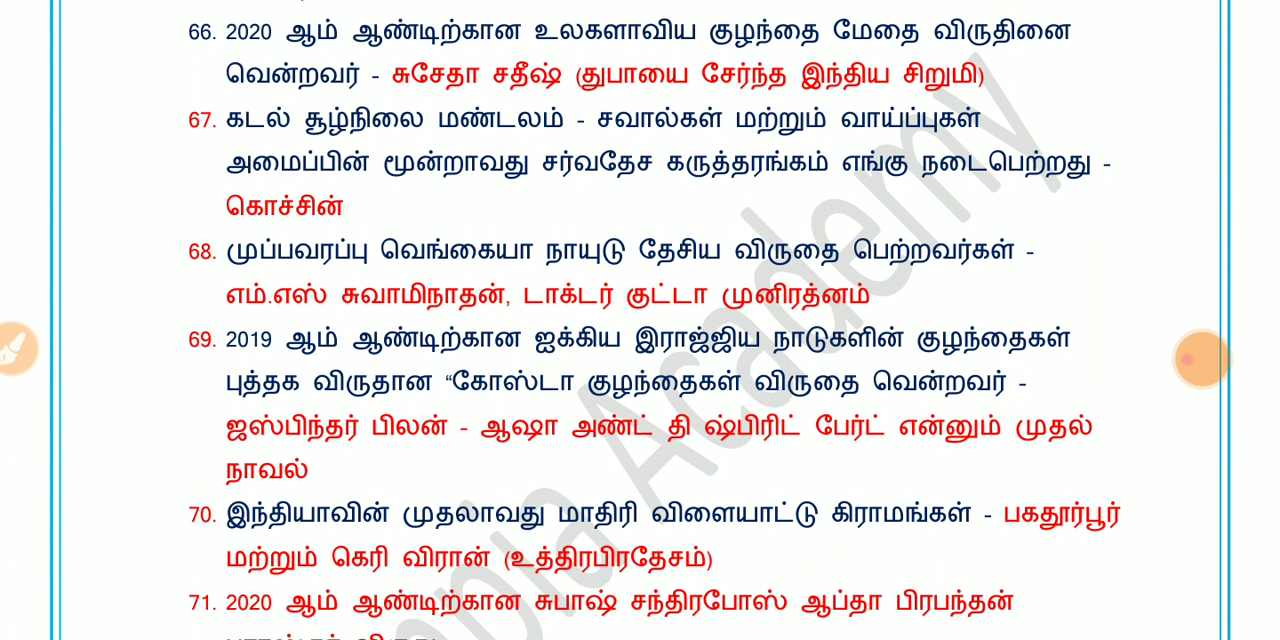 66. 2020 ஆம் ஆண்டிற்கான உலகளாவிய குழந்தை மேதை விருதினை
வென்றவர் - சுசேதா சதீஷ் (துபாயை சேர்ந்த இந்திய சிறுமி)
67. கடல் சூழ்நிலை மண்டலம் - சவால்கள் மற்றும் வாய்ப்புகள்
அமைப்பின் மூன்றாவது சர்வதேச கருத்தரங்கம் எங்கு நடைபெற்றது -
கொச்சின்
68. முப்பவரப்பு வெங்கையா நாயுடு தேசிய விருதை பெற்றவர்கள் -
எம்.எஸ் சுவாமிநாதன், டாக்டர் குட்டா முனிரத்னம்
69. 2019 ஆம் ஆண்டிற்கான ஐக்கிய இராஜ்ஜிய நாடுகளின் குழந்தைகள்
புத்தக விருதான “கோஸ்டா குழந்தைகள் விருதை வென்றவர் -
ஜஸ்பிந்தர் பிலன் - ஆஷா அண்ட் தி ஷ்பிரிட் பேர்ட் என்னும் முதல்
நாவல்
70. இந்தியாவின் முதலாவது மாதிரி விளையாட்டு கிராமங்கள் - பகதூர்பூர்
மற்றும் கெரி விரான் (உத்திரபிரதேசம்)
71. 2020 ஆம் ஆண்டிற்கான சுபாஷ் சந்திரபோஸ் ஆப்தா பிரபந்தன்
Academy